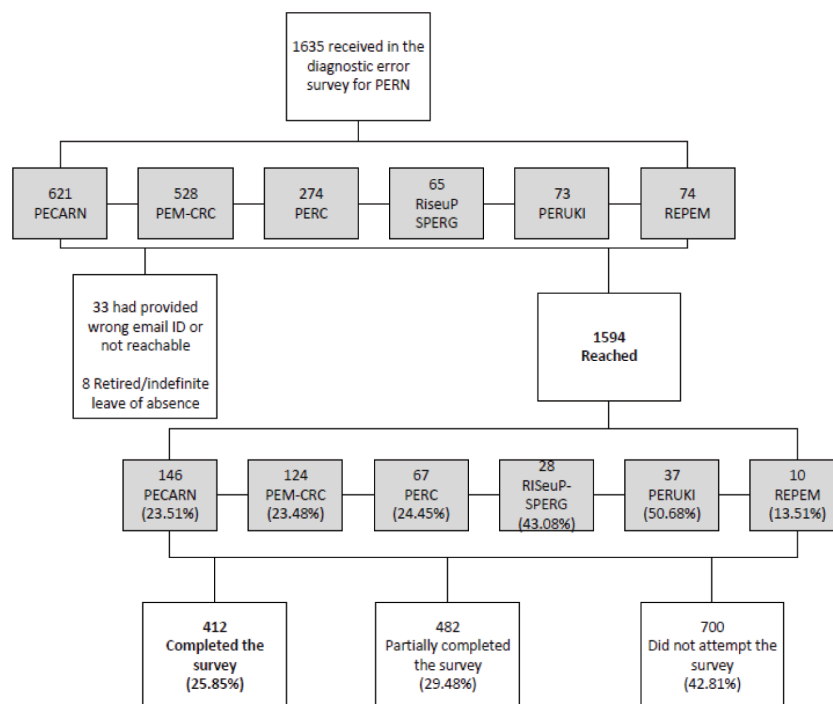 1635 received in the
diagnostic error
survey for PERN
621
PECARN
528
PEM-CRC
274
PERC
65
RiseuP
SPERG
73
PERUKI
74
REPEM
33 had provided
wrong email ID or
not reachable
8 Retired/indefinite
leave of absence
1594
Reached
146
PECARN
(23.51%)
124
PEM-CRC
(23.48%)
67
PERC
(24.45%)
28
RISeuP-
SPERG
(43.08%)
37
PERUKI
(50.68%)
10
REPEM
(13.51%)
412
Completed the
survey
(25.85%)
482
Partially completed
the survey
(29.48%)
700
Did not attempt the
survey
(42.81%)